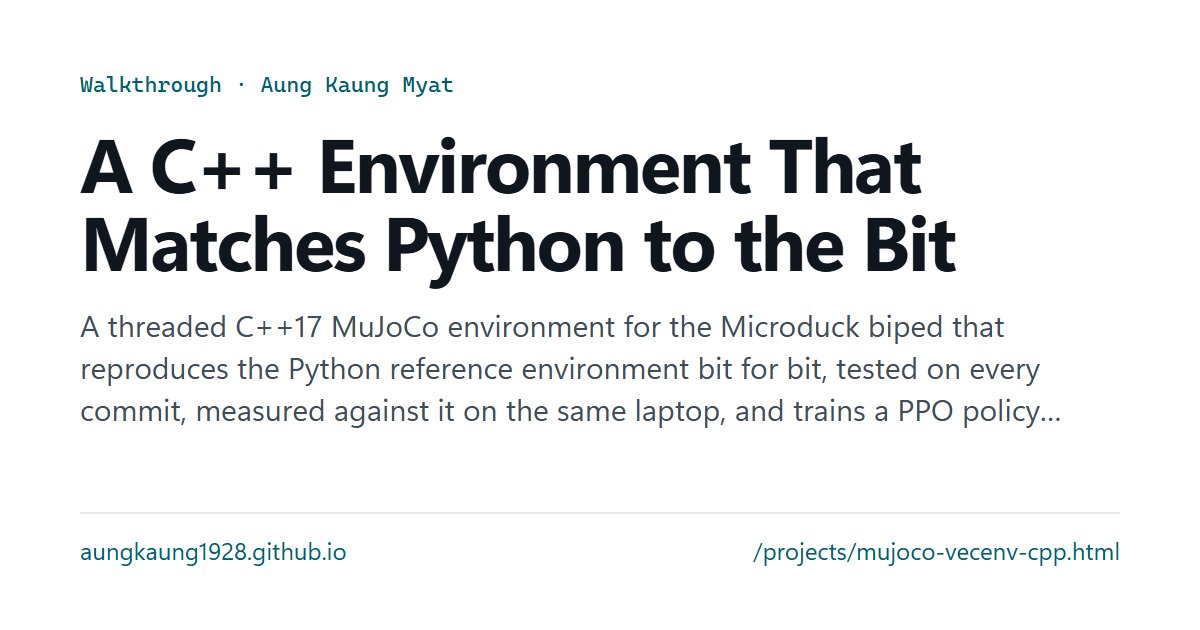 Walkthrough · Aung Kaung Myat
A C++ Environment That
Matches Python to the Bit
A threaded C++17 MuJoCo environment for the Microduck biped that
reproduces the Python reference environment bit for bit, tested on every
commit, measured against it on the same laptop, and trains a PPO policy...
aungkaung1928.github.io
/projects/mujoco-vecenv-cpp.html